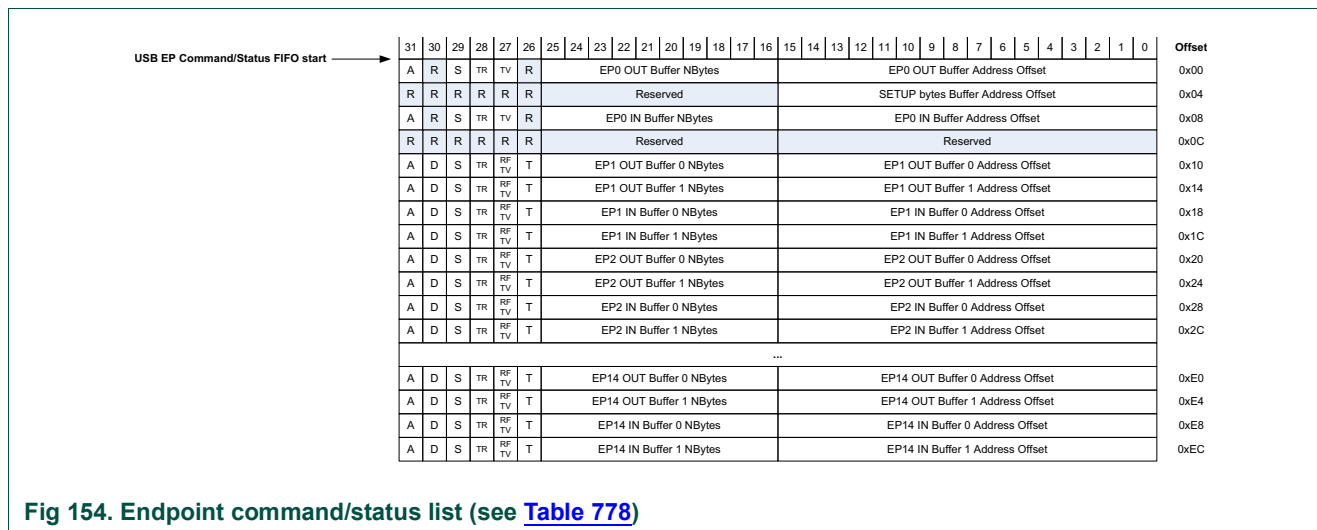 31 30 29 28 27 26 25 24 23 22 21 20 19 18 17 16 15 14 13 12 11 10 9 8 7 6 5 4 3 2 1 0 Offset
USB EP Command/Status FIFO start
A R S TR TV R EP0 OUT Buffer NBytes EP0 OUT Buffer Address Offset 0x00
R R R R R R Reserved SETUP bytes Buffer Address Offset 0x04
A R S TR TV R EP0 IN Buffer NBytes EP0 IN Buffer Address Offset 0x08
R R R R R R Reserved Reserved 0x0C
A D S TR RF TV T EP1 OUT Buffer 0 NBytes EP1 OUT Buffer 0 Address Offset 0x10
A D S TR RF TV T EP1 OUT Buffer 1 NBytes EP1 OUT Buffer 1 Address Offset 0x14
A D S TR RF TV T EP1 IN Buffer 0 NBytes EP1 IN Buffer 0 Address Offset 0x18
A D S TR RF TV T EP1 IN Buffer 1 NBytes EP1 IN Buffer 1 Address Offset 0x1C
A D S TR RF TV T EP2 OUT Buffer 0 NBytes EP2 OUT Buffer 0 Address Offset 0x20
A D S TR RF TV T EP2 OUT Buffer 1 NBytes EP2 OUT Buffer 1 Address Offset 0x24
A D S TR RF TV T EP2 IN Buffer 0 NBytes EP2 IN Buffer 0 Address Offset 0x28
A D S TR RF TV T EP2 IN Buffer 1 NBytes EP2 IN Buffer 1 Address Offset 0x2C
...
A D S TR RF TV T EP14 OUT Buffer 0 NBytes EP14 OUT Buffer 0 Address Offset 0xE0
A D S TR RF TV T EP14 OUT Buffer 1 NBytes EP14 OUT Buffer 1 Address Offset 0xE4
A D S TR RF TV T EP14 IN Buffer 0 NBytes EP14 IN Buffer 0 Address Offset 0xE8
A D S TR RF TV T EP14 IN Buffer 1 NBytes EP14 IN Buffer 1 Address Offset 0xEC
Fig 154. Endpoint command/status list (see Table 778)